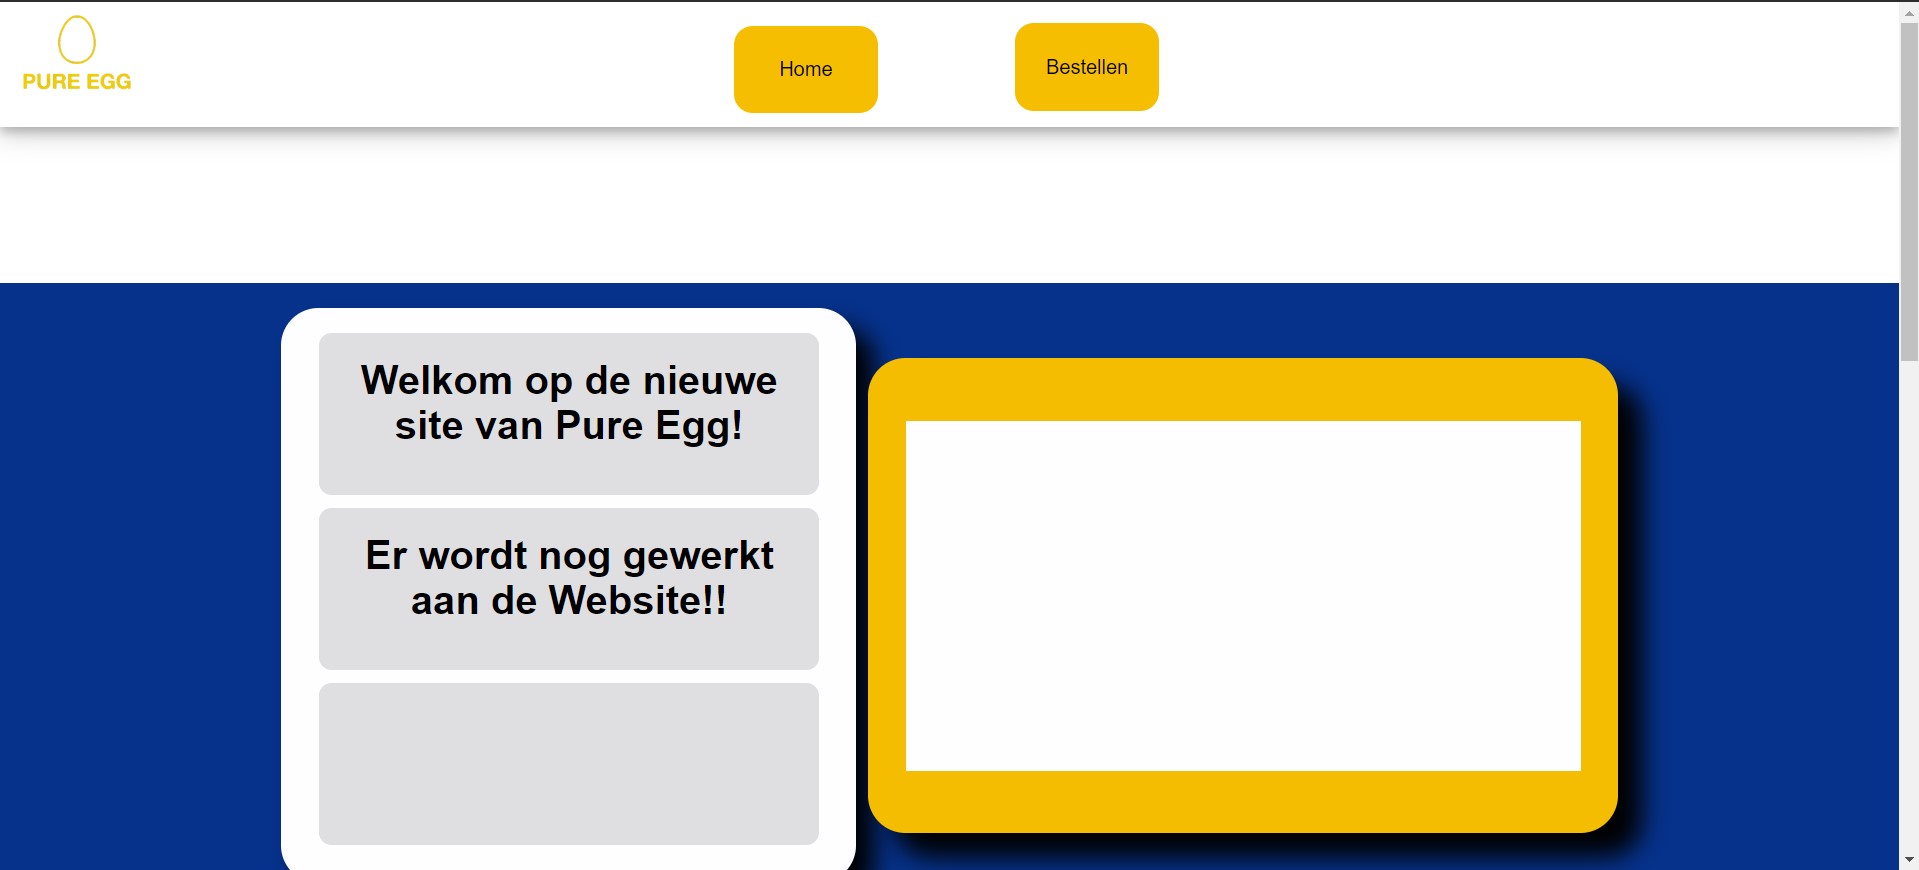 PURE EGG
Home
Bestellen
Welkom op de nieuwe
site van Pure Egg!
Er wordt nog gewerkt
aan de Website!!